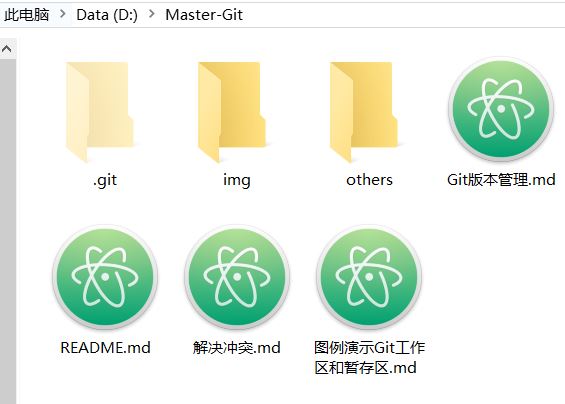 此电脑 > Data (D:) > Master-Git
.git
img
others
Git版本管理.md
README.md
解决冲突.md
图例演示Git工作
区和暂存区.md